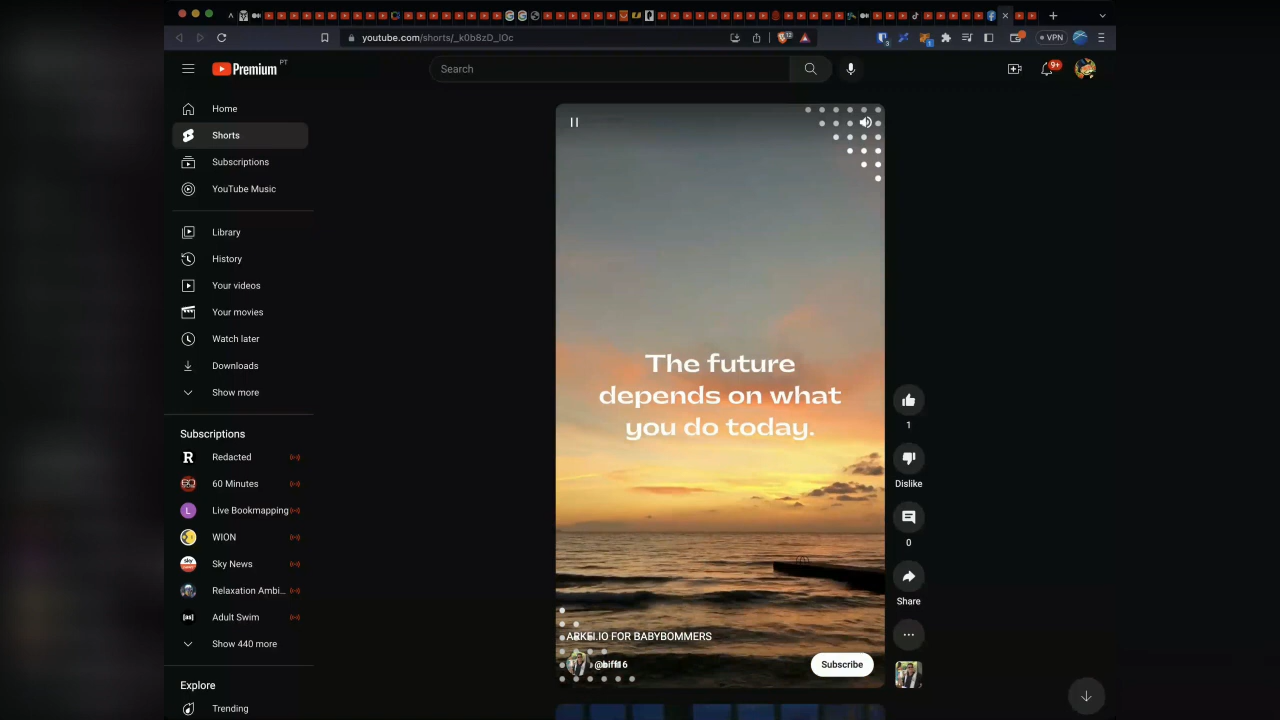 youtube.com/shorts/_k0b8zD_lOc
VPN
Premium PT
Search
9+
Home
Shorts
Subscriptions
YouTube Music
Library
History
Your videos
Your movies
Watch later
Downloads
Show more
Subscriptions
Redacted
60 Minutes
Live Bookmapping
WION
Sky News
Relaxation Ambi...
Adult Swim
Show 440 more
Explore
Trending
The future
depends on what
you do today.
ARKEI.IO FOR BABYBOMMERS
@biffl16
Subscribe
1
Dislike
0
Share